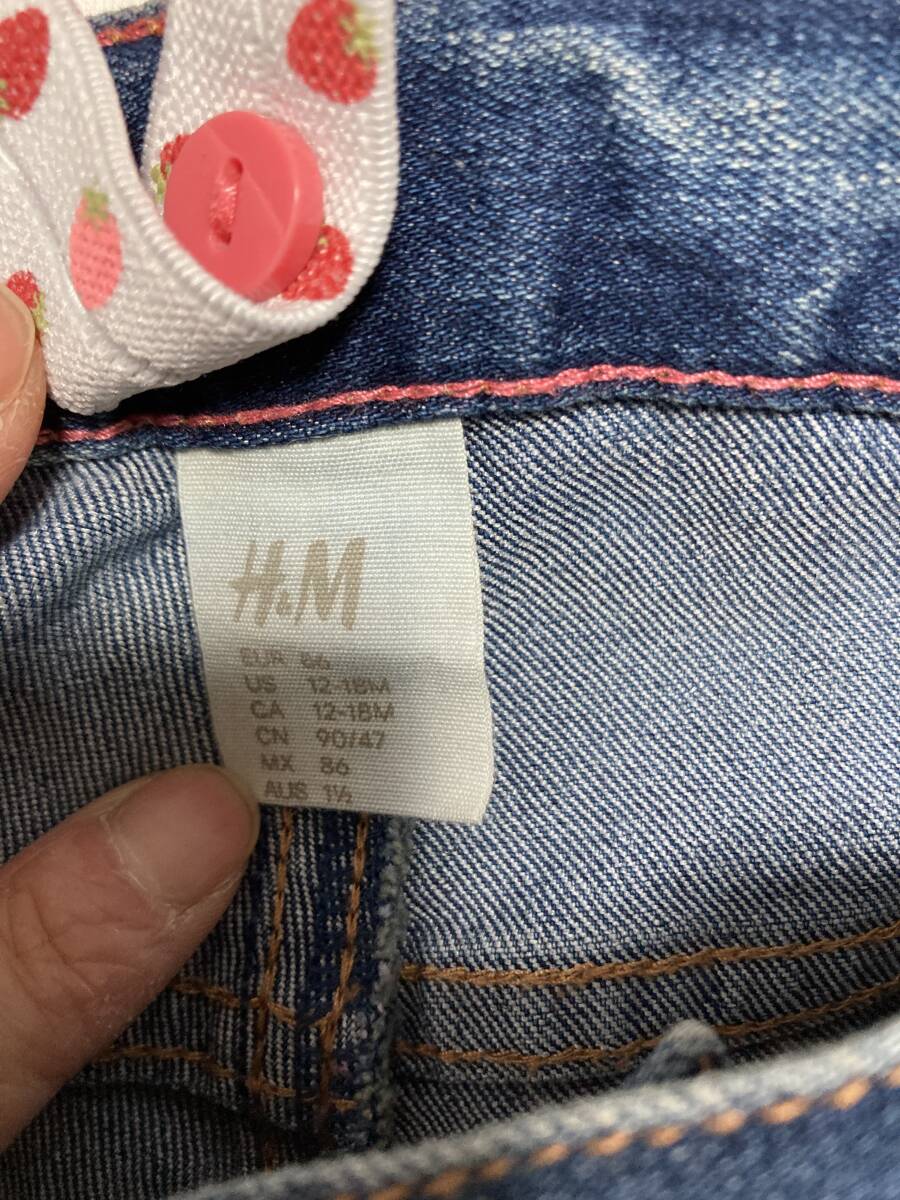 H&M
EUR 86
US 12-18M
CA 12-18M
CN 90/47
MX 86
AUS 1½